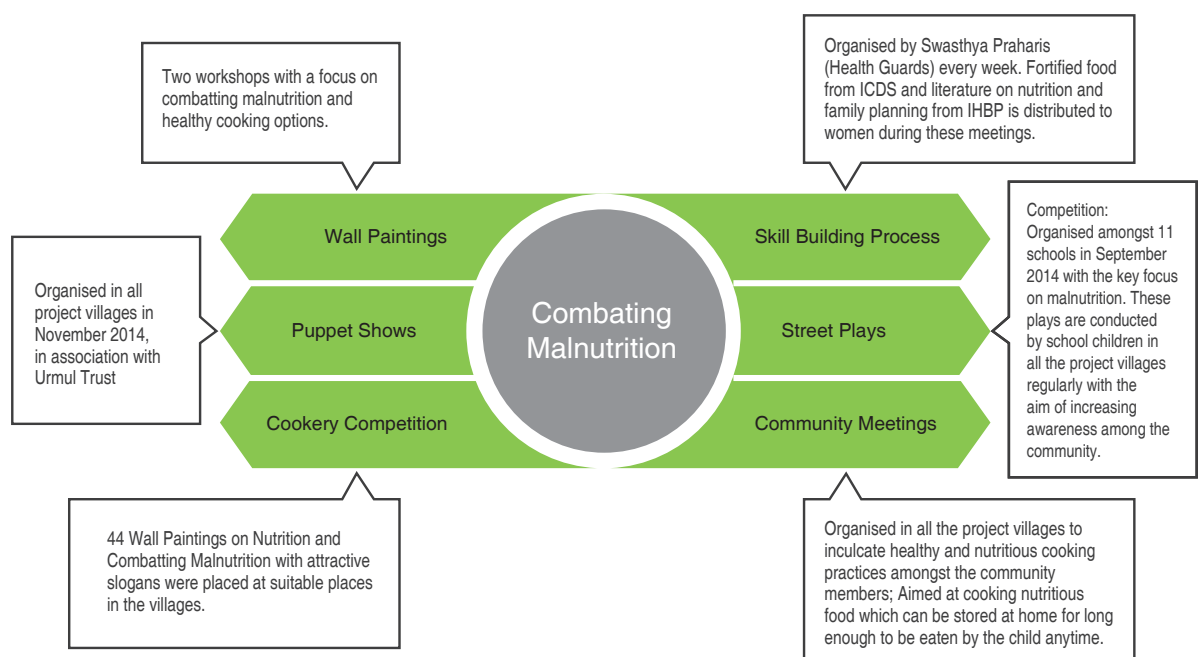 Two workshops with a focus on
combatting malnutrition and
healthy cooking options.
Organised by Swasthya Praharis
(Health Guards) every week. Fortified food
from ICDS and literature on nutrition and
family planning from IHBP is distributed to
women during these meetings.
Wall Paintings
Skill Building Process
Organised in all
project villages in
November 2014,
in association with
Urmul Trust
Puppet Shows
Combating
Malnutrition
Street Plays
Competition:
Organised amongst 11
schools in September
2014 with the key focus
on malnutrition. These
plays are conducted
by school children in
all the project villages
regularly with the
aim of increasing
awareness among the
community.
Cookery Competition
Community Meetings
44 Wall Paintings on Nutrition and
Combatting Malnutrition with attractive
slogans were placed at suitable places
in the villages.
Organised in all the project villages to
inculcate healthy and nutritious cooking
practices amongst the community
members; Aimed at cooking nutritious
food which can be stored at home for long
enough to be eaten by the child anytime.